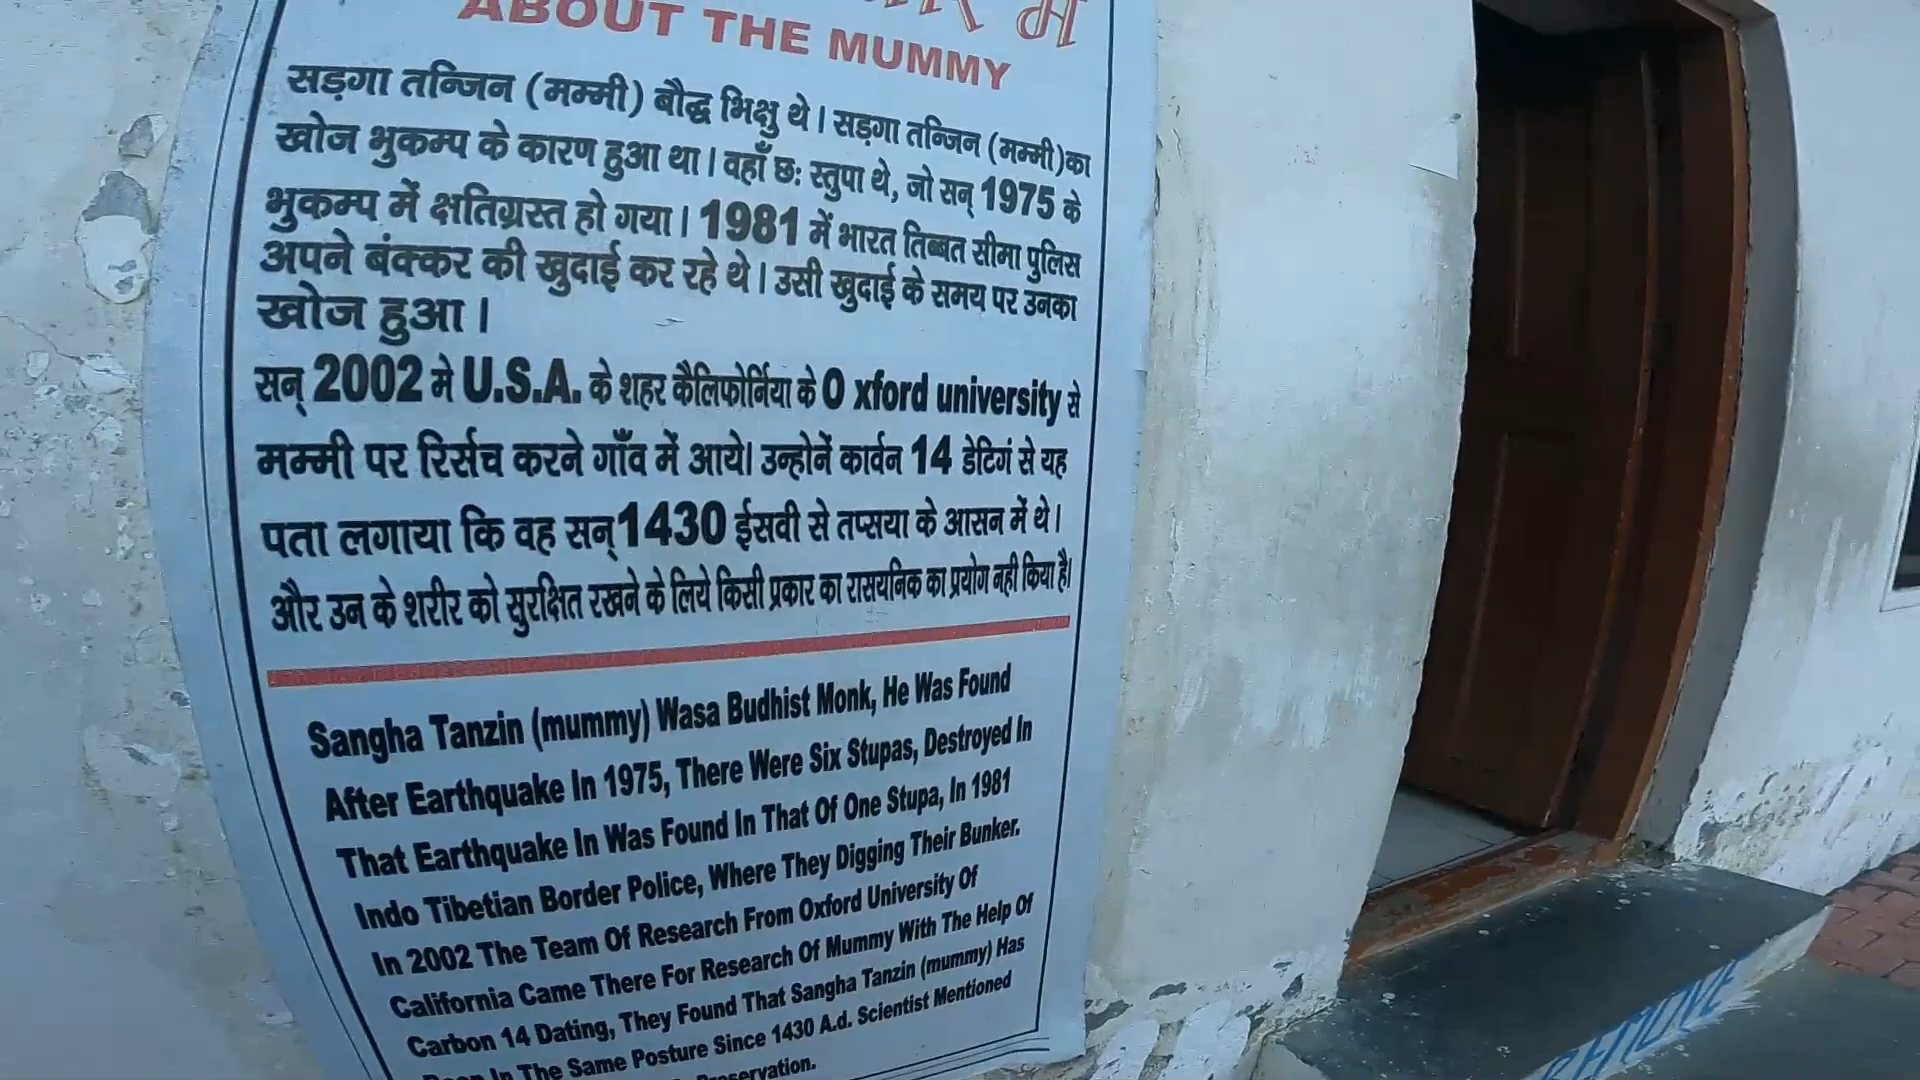 में
ABOUT THE MUMMY
सड़गा तन्जिन (मम्मी) बौद्ध भिक्षु थे। सड़गा तन्जिन (मम्मी)का
खोज भुकम्प के कारण हुआ था। वहाँ छः स्तुपा थे, जो सन् 1975 के
भुकम्प में क्षतिग्रस्त हो गया। 1981 में भारत तिब्बत सीमा पुलिस
अपने बंक्कर की खुदाई कर रहे थे। उसी खुदाई के समय पर उनका
खोज हुआ।
सन् 2002 मे U.S.A. के शहर कैलिफोर्निया के O xford university से
मम्मी पर रिर्सच करने गाँव में आये। उन्होनें कार्वन 14 डेटिगं से यह
पता लगाया कि वह सन् 1430 ईसवी से तप्सया के आसन में थे।
और उन के शरीर को सुरक्षित रखने के लिये किसी प्रकार का रासयनिक का प्रयोग नही किया है।
Sangha Tanzin (mummy) Wasa Budhist Monk, He Was Found
After Earthquake In 1975, There Were Six Stupas, Destroyed In
That Earthquake In Was Found In That Of One Stupa, In 1981
Indo Tibetian Border Police, Where They Digging Their Bunker.
In 2002 The Team Of Research From Oxford University Of
California Came There For Research Of Mummy With The Help Of
Carbon 14 Dating, They Found That Sangha Tanzin (mummy) Has
In The Same Posture Since 1430 A.d. Scientist Mentioned